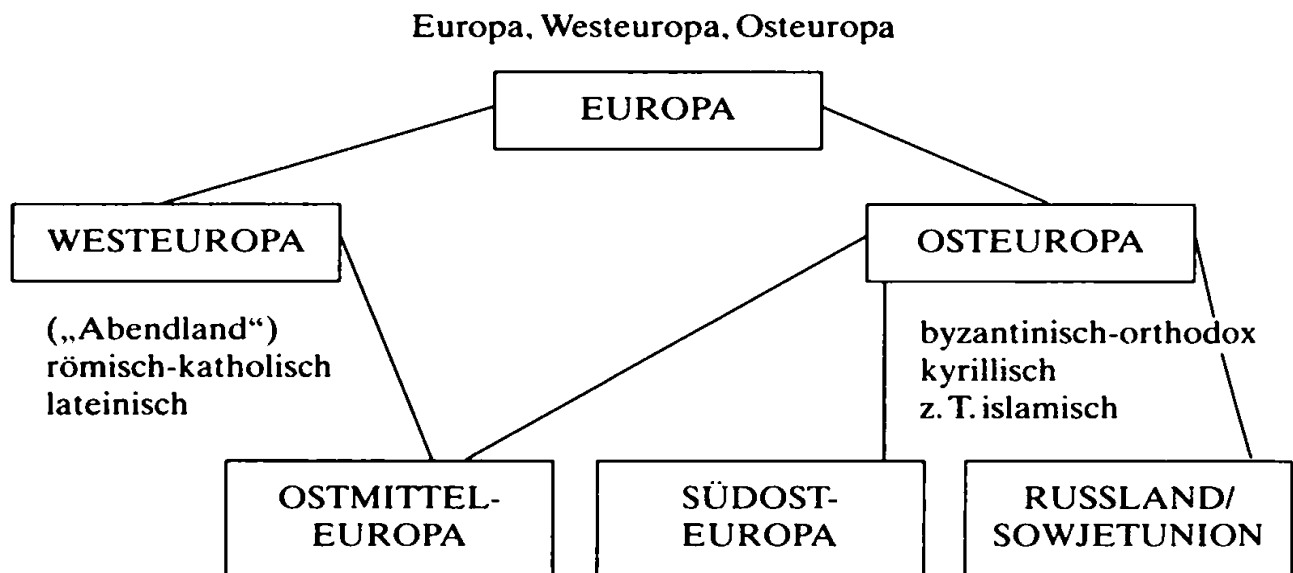 Europa, Westeuropa, Osteuropa
EUROPA
WESTEUROPA
OSTEUROPA
(„Abendland“)
römisch-katholisch
lateinisch
byzantinisch-orthodox
kyrillisch
z. T. islamisch
OSTMITTEL-
EUROPA
SÜDOST-
EUROPA
RUSSLAND/
SOWJETUNION